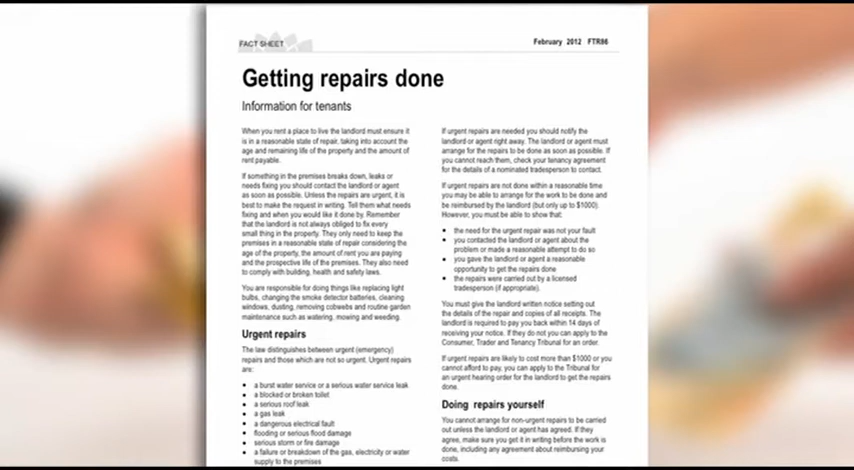 FACT SHEET
February 2012 FTR86
Getting repairs done
Information for tenants
When you rent a place to live the landlord must ensure it
is in a reasonable state of repair, taking into account the
age and remaining life of the property and the amount of
rent payable.
If something in the premises breaks down, leaks or
needs fixing you should contact the landlord or agent
as soon as possible. Unless the repairs are urgent, it is
best to make the request in writing. Tell them what needs
fixing and when you would like it done by. Remember
that the landlord is not always obliged to fix every
small thing in the property. They only need to keep the
premises in a reasonable state of repair considering the
age of the property, the amount of rent you are paying
and the prospective life of the premises. They also need
to comply with building, health and safety laws.
You are responsible for doing things like replacing light
bulbs, changing the smoke detector batteries, cleaning
windows, dusting, removing cobwebs and routine garden
maintenance such as watering, mowing and weeding.
Urgent repairs
The law distinguishes between urgent (emergency)
repairs and those which are not so urgent. Urgent repairs
are:
• a burst water service or a serious water service leak
• a blocked or broken toilet
• a serious roof leak
• a gas leak
• a dangerous electrical fault
• flooding or serious flood damage
• serious storm or fire damage
• a failure or breakdown of the gas, electricity or water
supply to the premises
If urgent repairs are needed you should notify the
landlord or agent right away. The landlord or agent must
arrange for the repairs to be done as soon as possible. If
you cannot reach them, check your tenancy agreement
for the details of a nominated tradesperson to contact.
If urgent repairs are not done within a reasonable time
you may be able to arrange for the work to be done and
be reimbursed by the landlord (but only up to $1000).
However, you must be able to show that:
• the need for the urgent repair was not your fault
• you contacted the landlord or agent about the
problem or made a reasonable attempt to do so
• you gave the landlord or agent a reasonable
opportunity to get the repairs done
• the repairs were carried out by a licensed
tradesperson (if appropriate).
You must give the landlord written notice setting out
the details of the repair and copies of all receipts. The
landlord is required to pay you back within 14 days of
receiving your notice. If they do not you can apply to the
Consumer, Trader and Tenancy Tribunal for an order.
If urgent repairs are likely to cost more than $1000 or you
cannot afford to pay, you can apply to the Tribunal for
an urgent hearing order for the landlord to get the repairs
done.
Doing repairs yourself
You cannot arrange for non-urgent repairs to be carried
out unless the landlord or agent has agreed. If they
agree, make sure you get it in writing before the work is
done, including any agreement about reimbursing your
costs.